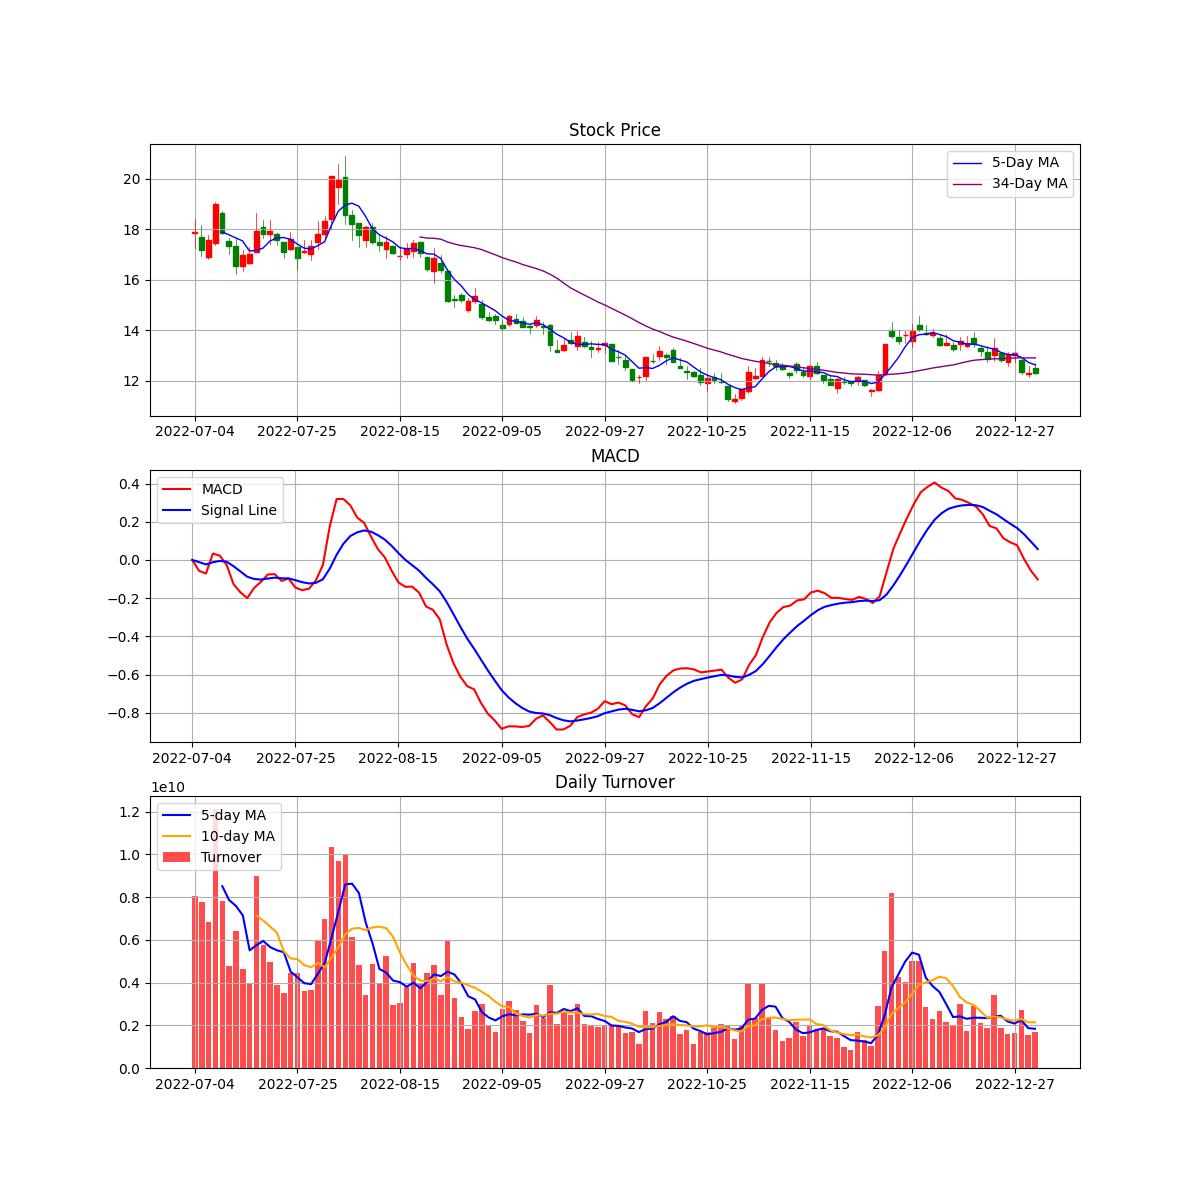 Stock Price
5-Day MA
34-Day MA
20
18
16
14
12
2022-07-04 2022-07-25 2022-08-15 2022-09-05 2022-09-27 2022-10-25 2022-11-15 2022-12-06 2022-12-27
MACD
MACD
Signal Line
0.4
0.2
0.0
−0.2
−0.4
−0.6
−0.8
2022-07-04 2022-07-25 2022-08-15 2022-09-05 2022-09-27 2022-10-25 2022-11-15 2022-12-06 2022-12-27
Daily Turnover
1e10
5-day MA
10-day MA
Turnover
1.2
1.0
0.8
0.6
0.4
0.2
0.0
2022-07-04 2022-07-25 2022-08-15 2022-09-05 2022-09-27 2022-10-25 2022-11-15 2022-12-06 2022-12-27